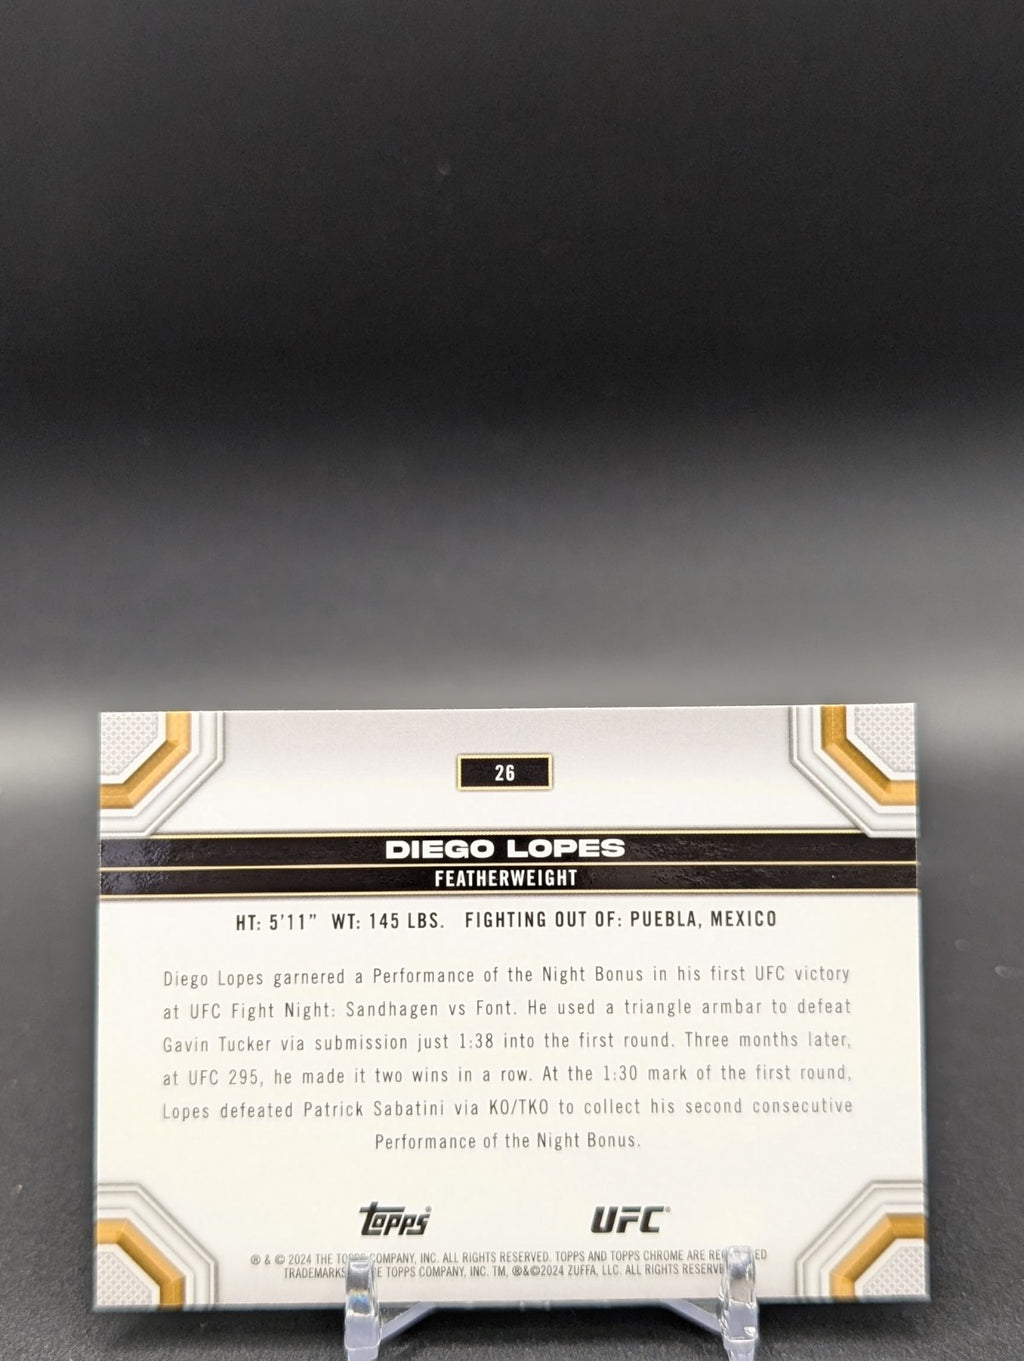 26
DIEGO LOPES
FEATHERWEIGHT
HT: 5'11" WT: 145 LBS. FIGHTING OUT OF: PUEBLA, MEXICO
Diego Lopes garnered a Performance of the Night Bonus in his first UFC victory
at UFC Fight Night: Sandhagen vs Font. He used a triangle armbar to defeat
Gavin Tucker via submission just 1:38 into the first round. Three months later,
at UFC 295, he made it two wins in a row. At the 1:30 mark of the first round,
Lopes defeated Patrick Sabatini via KO/TKO to collect his second consecutive
Performance of the Night Bonus.
topps® UFC®
® & © 2024 THE TOPPS COMPANY, INC. ALL RIGHTS RESERVED. TOPPS AND TOPPS CHROME ARE
TRADEMARKS TOPPS COMPANY, INC. TM, ®&©2024 ZUFFA, LLC. ALL RIGHTS